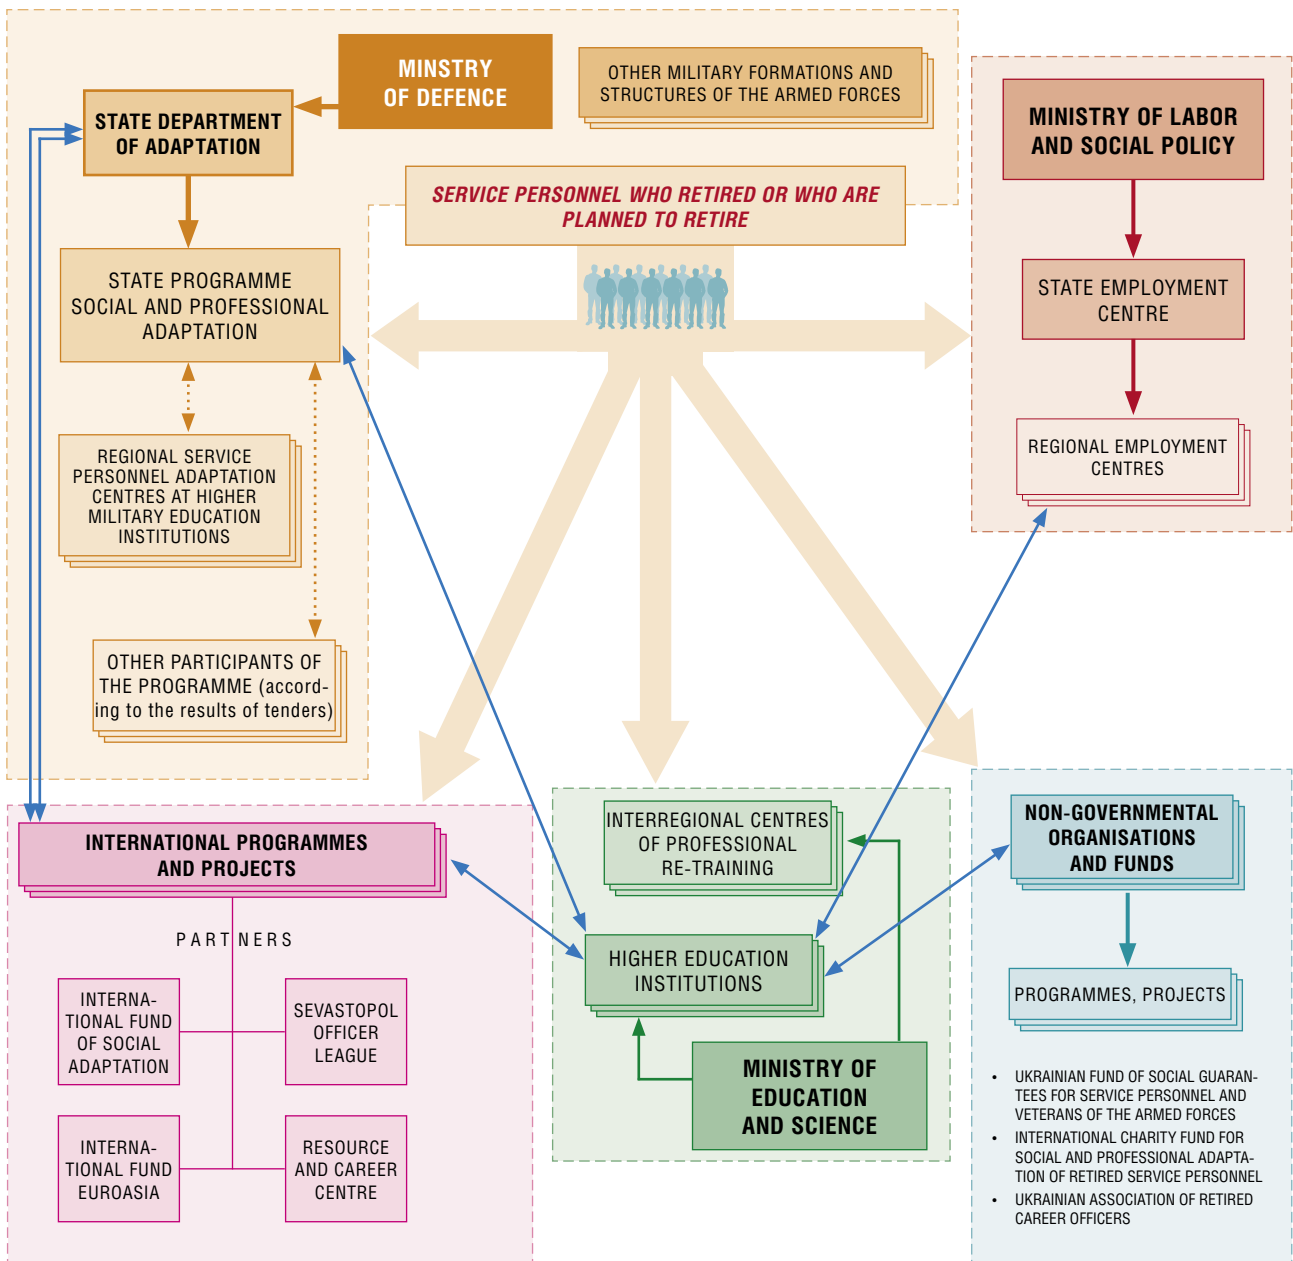 MINSTRY
OF DEFENCE
OTHER MILITARY FORMATIONS AND
STRUCTURES OF THE ARMED FORCES
STATE DEPARTMENT
OF ADAPTATION
MINISTRY OF LABOR
AND SOCIAL POLICY
SERVICE PERSONNEL WHO RETIRED OR WHO ARE
PLANNED TO RETIRE
STATE PROGRAMME
SOCIAL AND PROFESSIONAL
ADAPTATION
STATE EMPLOYMENT
CENTRE
REGIONAL SERVICE
PERSONNEL ADAPTATION
CENTRES AT HIGHER
MILITARY EDUCATION
INSTITUTIONS
REGIONAL EMPLOYMENT
CENTRES
OTHER PARTICIPANTS OF
THE PROGRAMME (accord-
ing to the results of tenders)
INTERNATIONAL PROGRAMMES
AND PROJECTS
PARTNERS
INTERNA-
TIONAL FUND
OF SOCIAL
ADAPTATION
SEVASTOPOL
OFFICER
LEAGUE
INTERNA-
TIONAL FUND
EUROASIA
RESOURCE
AND CAREER
CENTRE
INTERREGIONAL CENTRES
OF PROFESSIONAL
RE-TRAINING
HIGHER EDUCATION
INSTITUTIONS
MINISTRY OF
EDUCATION
AND SCIENCE
NON-GOVERNMENTAL
ORGANISATIONS
AND FUNDS
PROGRAMMES, PROJECTS
• UKRAINIAN FUND OF SOCIAL GUARAN-
TEES FOR SERVICE PERSONNEL AND
VETERANS OF THE ARMED FORCES
• INTERNATIONAL CHARITY FUND FOR
SOCIAL AND PROFESSIONAL ADAPTA-
TION OF RETIRED SERVICE PERSONNEL
• UKRAINIAN ASSOCIATION OF RETIRED
CAREER OFFICERS